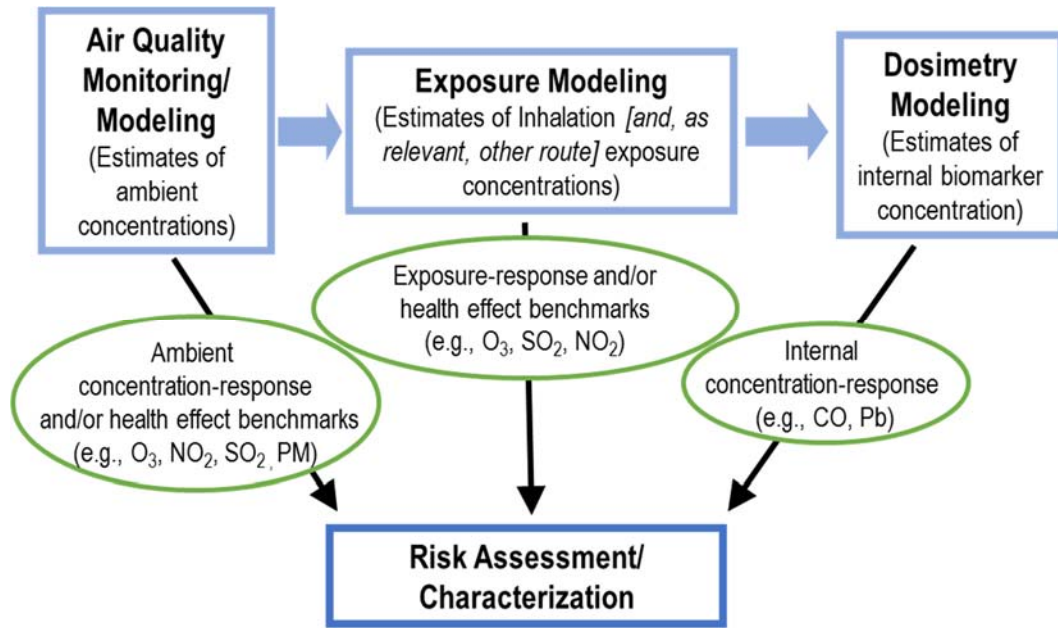 Air Quality
Monitoring/
Modeling
(Estimates of
ambient
concentrations)
Exposure Modeling
(Estimates of Inhalation [and, as
relevant, other route] exposure
concentrations)
Dosimetry
Modeling
(Estimates of
internal biomarker
concentration)
Ambient
concentration-response
and/or health effect benchmarks
(e.g., O₃, NO₂, SO₂, PM)
Exposure-response and/or
health effect benchmarks
(e.g., O₃, SO₂, NO₂)
Internal
concentration-response
(e.g., CO, Pb)
Risk Assessment/
Characterization